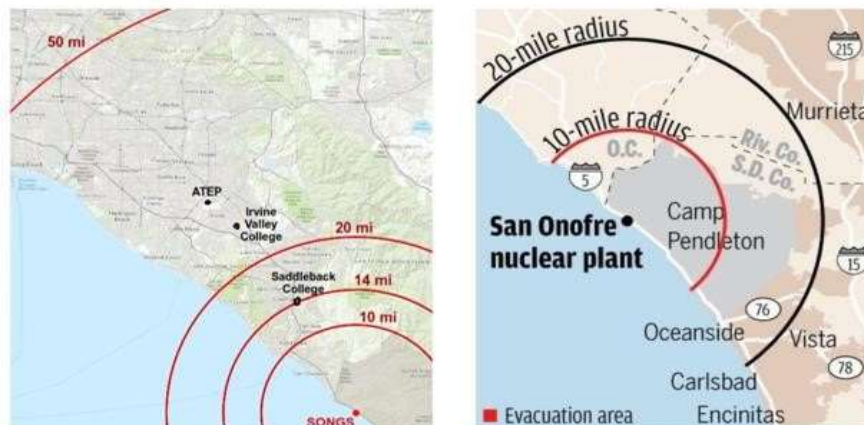 50 mi
ATEP
Irvine
Valley
College
20 mi
Saddleback
College
14 mi
10 mi
SONGS
20-mile radius
215
Murrieta
10-mile radius
O.C.
Riv. Co.
S.D. Co.
5
San Onofre
nuclear plant
Camp
Pendleton
15
76
Oceanside
Vista
78
Carlsbad
Encinitas
Evacuation area